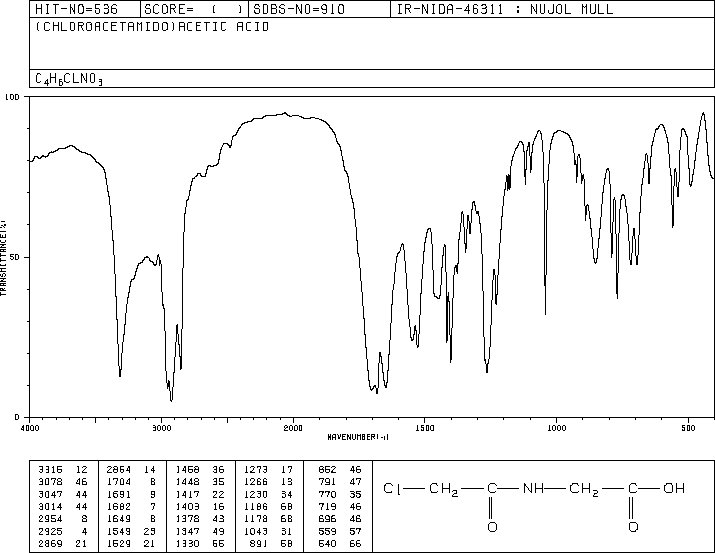 HIT-NO=536 SCORE= ( ) SDBS-NO=910 IR-NIDA-46311 : NUJOL MULL
(CHLOROACETAMIDO)ACETIC ACID
C4H6CLNO3
100
50
0
TRANSMITTANCE(%)
4000 3000 2000 1500 1000 500
WAVENUMBER(-1)
3315 12 2854 14 1458 36 1273 17 852 46
3078 46 1704 8 1448 35 1266 13 791 47
3047 44 1691 9 1417 22 1230 34 770 35
3014 44 1682 7 1403 16 1186 68 719 46
2954 8 1649 8 1378 43 1178 68 696 46
2925 4 1549 23 1347 49 1043 31 559 57
2869 21 1529 21 1330 55 891 58 540 66
Cl—CH2—C—NH—CH2—C—OH
O O